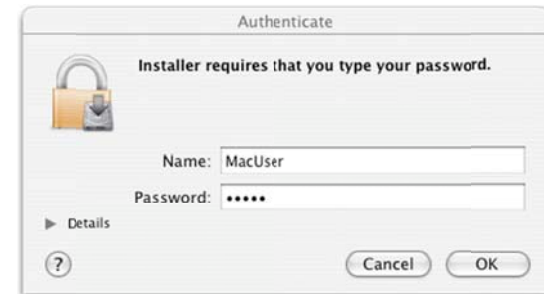 Authenticate
Installer requires that you type your password.
Name: MacUser
Password: •••••
Details
?
Cancel OK